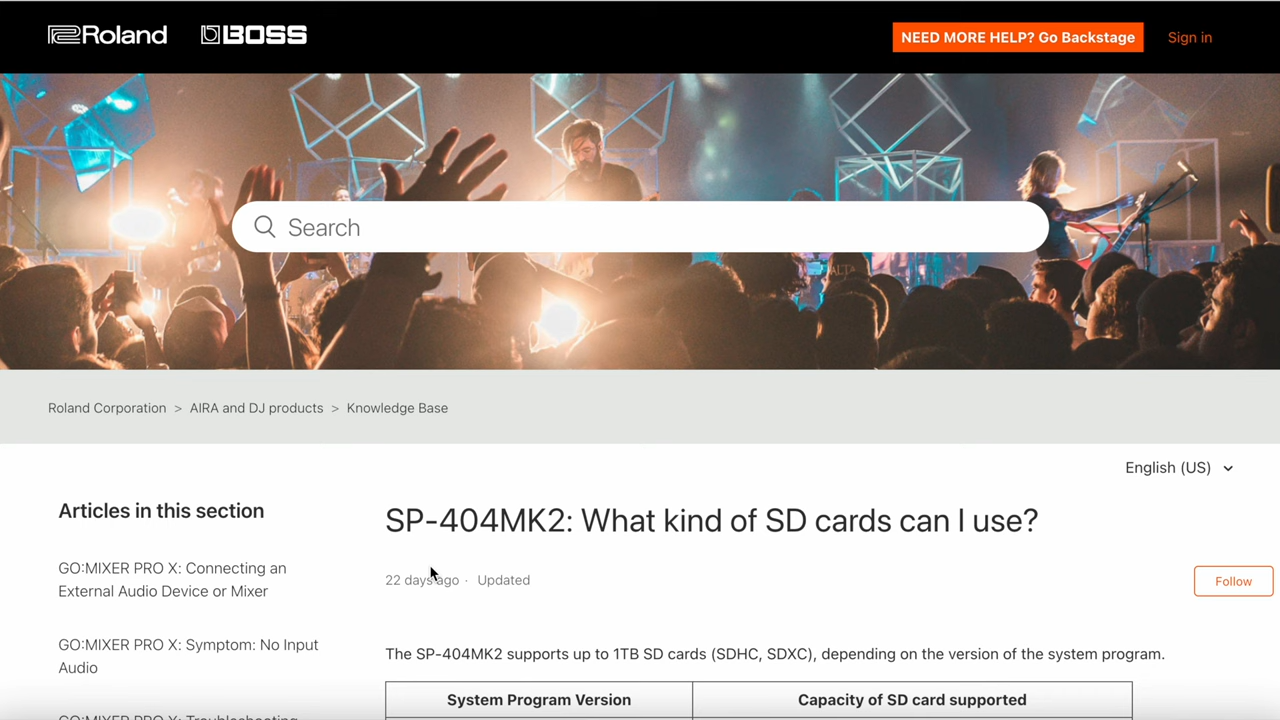 Roland
BOSS
NEED MORE HELP? Go Backstage
Sign in
Search
Roland Corporation > AIRA and DJ products > Knowledge Base
English (US)
Articles in this section
GO:MIXER PRO X: Connecting an
External Audio Device or Mixer
GO:MIXER PRO X: Symptom: No Input
Audio
GO:MIXER PRO X: Troubleshooting
SP-404MK2: What kind of SD cards can I use?
22 days ago · Updated
Follow
The SP-404MK2 supports up to 1TB SD cards (SDHC, SDXC), depending on the version of the system program.
System Program Version
Capacity of SD card supported